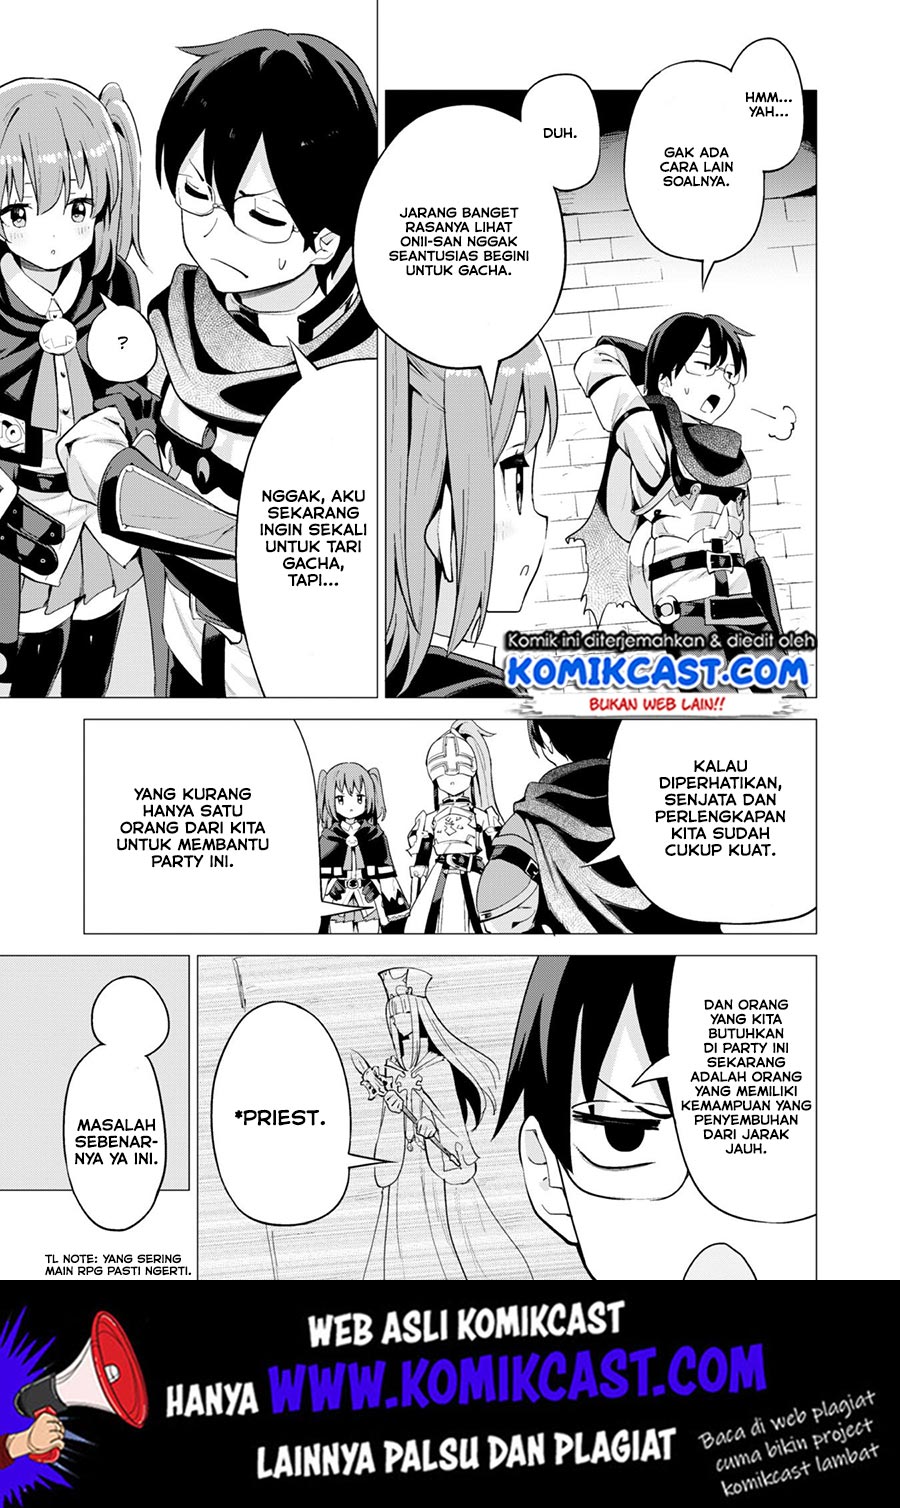 HMM...
YAH...
GAK ADA
CARA LAIN
SOALNYA.
DUH.
JARANG BANGET
RASANYA LIHAT
ONII-SAN NGGAK
SEANTUSIAS BEGINI
UNTUK GACHA.
NGGAK, AKU
SEKARANG
INGIN SEKALI
UNTUK TARI
GACHA,
TAPI...
?
Komik ini diterjemahkan & diedit oleh
KOMIKCAST.COM
BUKAN WEB LAIN!!
KALAU
DIPERHATIKAN,
SENJATA DAN
PERLENGKAPAN
KITA SUDAH
CUKUP KUAT.
YANG KURANG
HANYA SATU
ORANG DARI KITA
UNTUK MEMBANTU
PARTY INI.
DAN ORANG
YANG KITA
BUTUHKAN
DI PARTY INI
SEKARANG
ADALAH ORANG
YANG MEMILIKI
KEMAMPUAN YANG
PENYEMBUHAN
DARI JARAK
JAUH.
*PRIEST.
MASALAH
SEBENAR-
NYA YA INI.
TL NOTE: YANG SERING
MAIN RPG PASTI NGERTI.
WEB ASLI KOMIKCAST
HANYA WWW.KOMIKCAST.COM
LAINNYA PALSU DAN PLAGIAT
Baca di web plagiat
cuma bikin project
komikcast lambat